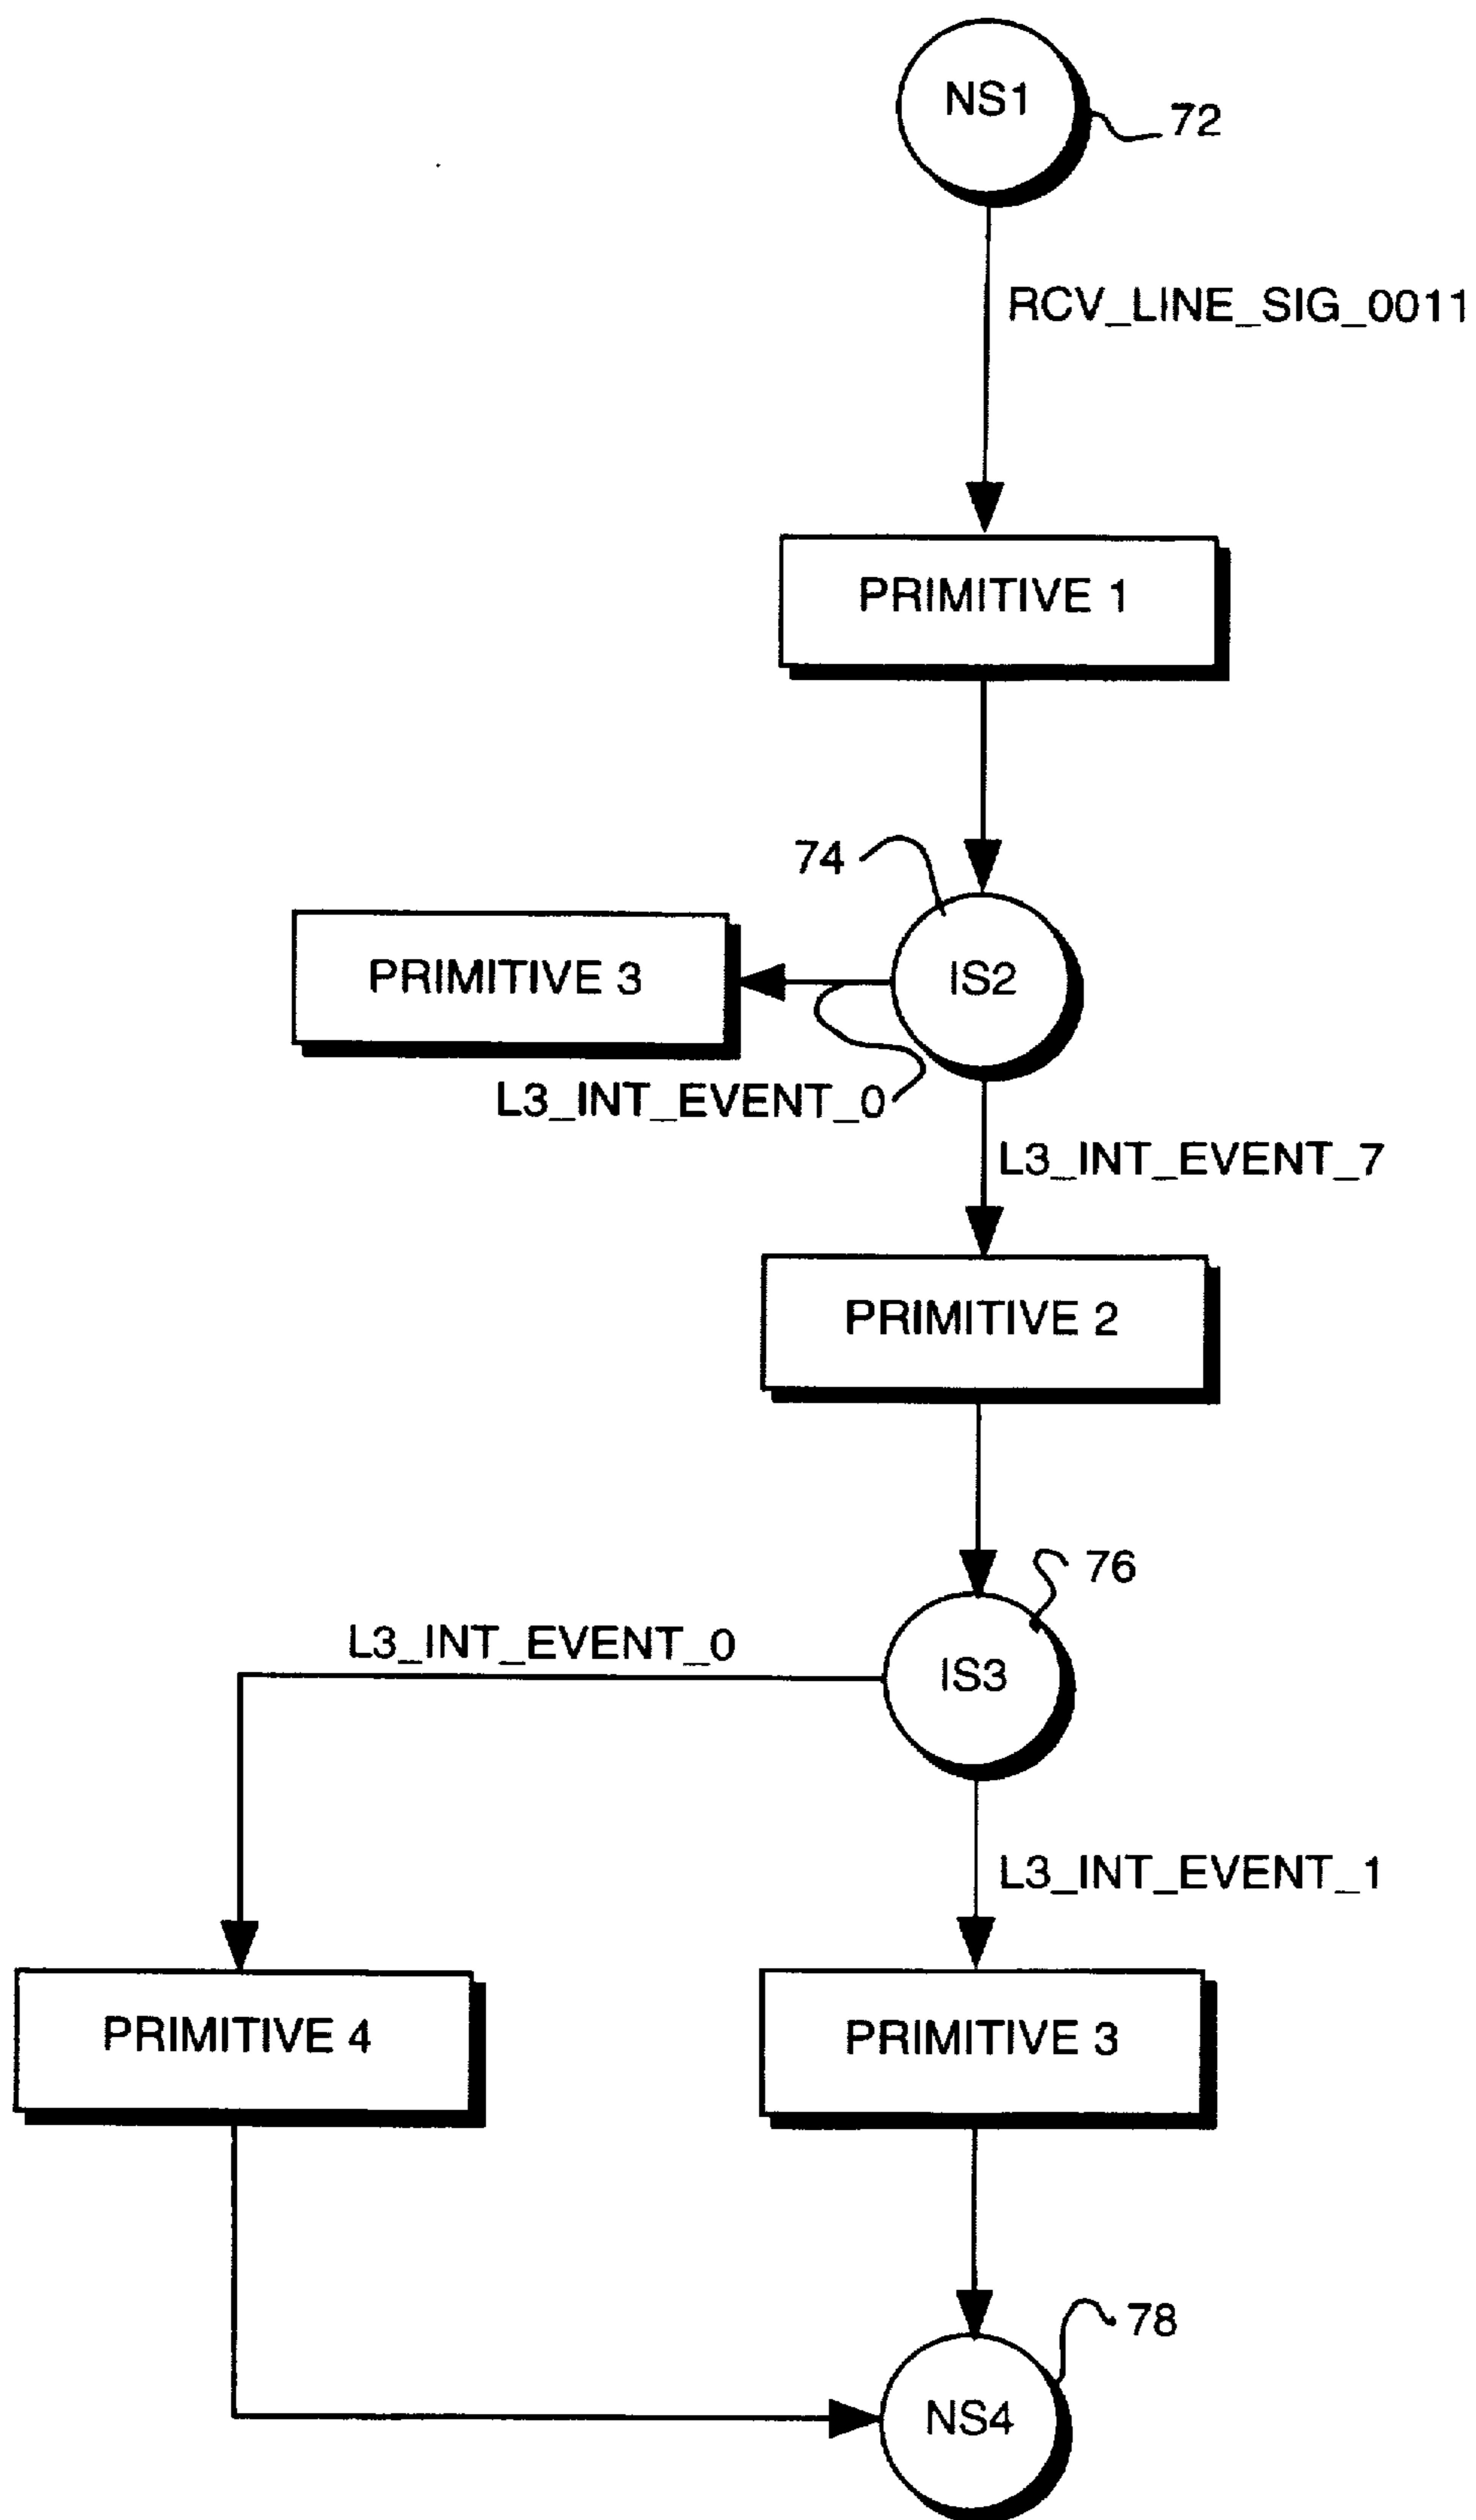 NS1
72
RCV_LINE_SIG_0011
PRIMITIVE 1
74
PRIMITIVE 3
IS2
L3_INT_EVENT_0
L3_INT_EVENT_7
PRIMITIVE 2
76
L3_INT_EVENT_0
IS3
L3_INT_EVENT_1
PRIMITIVE 4
PRIMITIVE 3
78
NS4